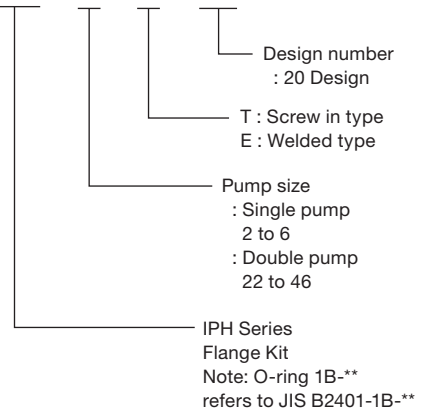 Design number
: 20 Design
T : Screw in type
E : Welded type
Pump size
: Single pump
2 to 6
: Double pump
22 to 46
IPH Series
Flange Kit
Note: O-ring 1B-**
refers to JIS B2401-1B-**